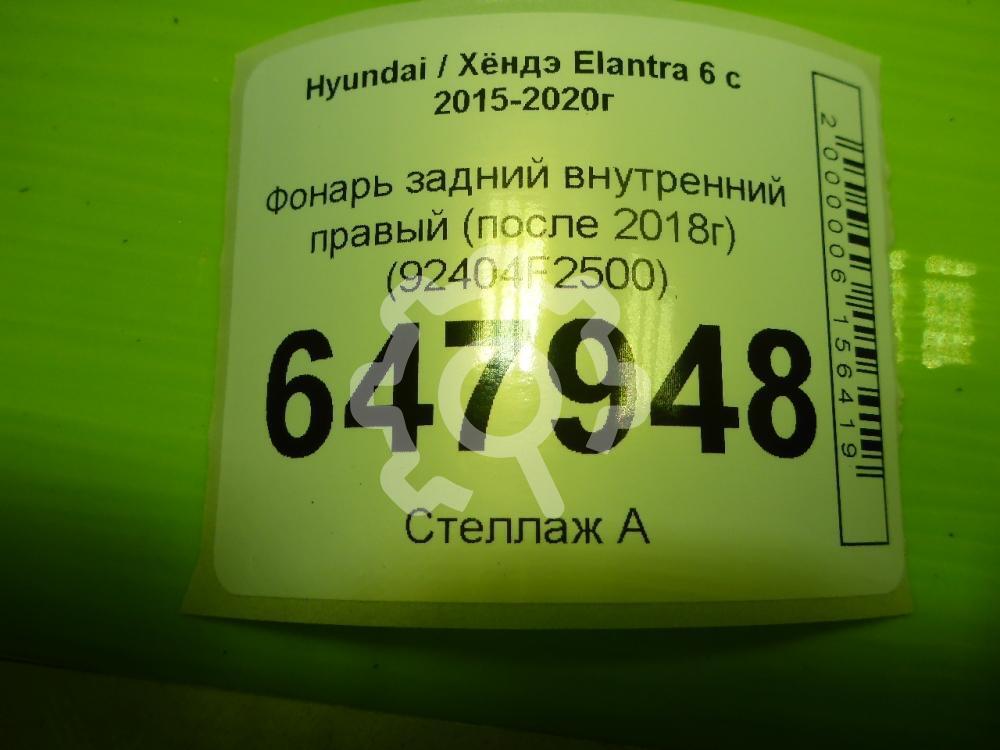 Hyundai / Хёндэ Elantra 6 с
2015-2020г
Фонарь задний внутренний
правый (после 2018г)
(92404F2500)
647948
Стеллаж А
2000006156419